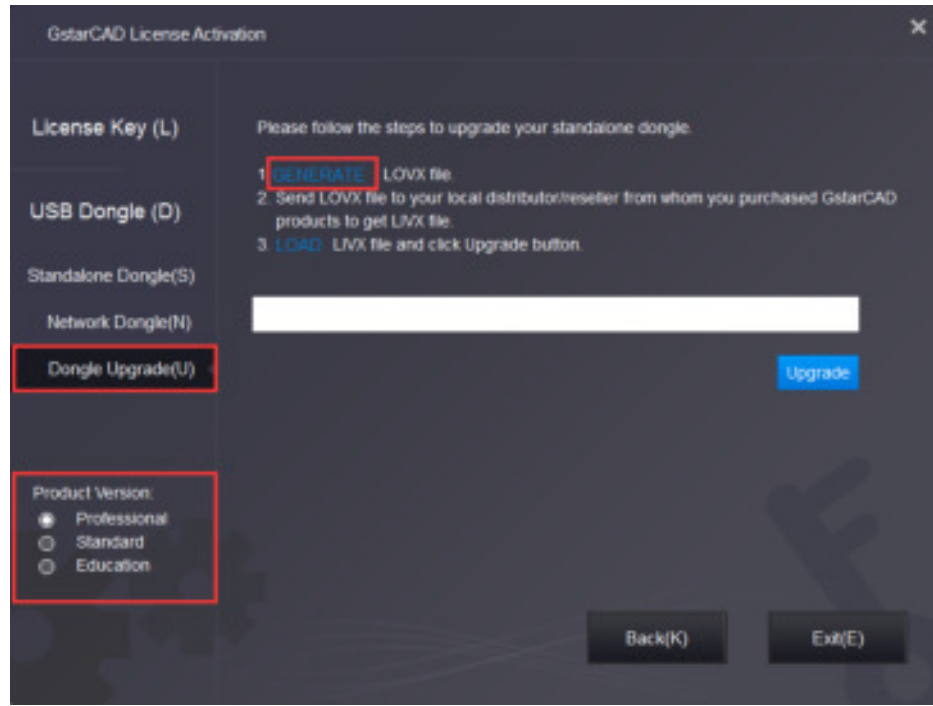 GstarCAD License Activation
License Key (L)
USB Dongle (D)
Standalone Dongle(S)
Network Dongle(N)
Dongle Upgrade(U)
Product Version:
Professional
Standard
Education
Please follow the steps to upgrade your standalone dongle.
1. GENERATE LOVX file.
2. Send LOVX file to your local distributor/reseller from whom you purchased GstarCAD
products to get LIVX file.
3. LOAD LIVX file and click Upgrade button.
Upgrade
Back(K)
Exit(E)